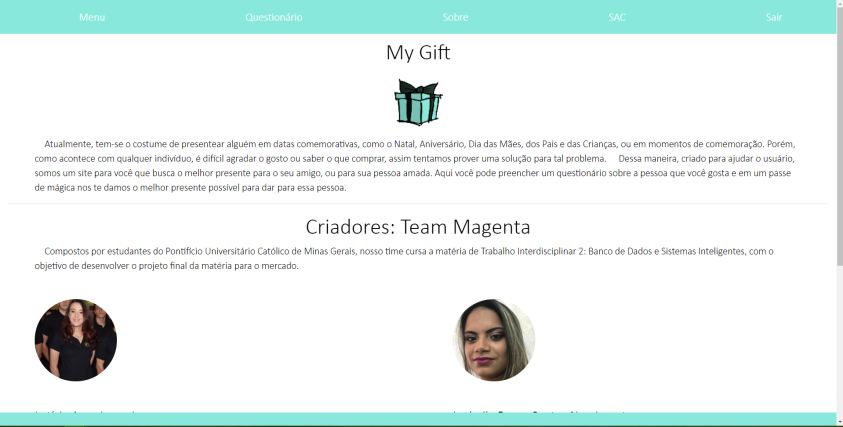 Menu Questionário Sobre SAC Sair
My Gift
Atualmente, tem-se o costume de presentear alguém em datas comemorativas, como o Natal, Aniversário, Dia das Mães, dos Pais e das Crianças, ou em momentos de comemoração. Porém,
como acontece com qualquer indivíduo, é difícil agradar o gosto ou saber o que comprar, assim tentamos prover uma solução para tal problema. Dessa maneira, criado para ajudar o usuário,
somos um site para você que busca o melhor presente para o seu amigo, ou para sua pessoa amada. Aqui você pode preencher um questionário sobre a pessoa que você gosta e em um passe
de mágica nos te damos o melhor presente possível para dar para essa pessoa.
Criadores: Team Magenta
Compostos por estudantes do Pontifício Universitário Católico de Minas Gerais, nosso time cursa a matéria de Trabalho Interdisciplinar 2: Banco de Dados e Sistemas Inteligentes, com o
objetivo de desenvolver o projeto final da matéria para o mercado.